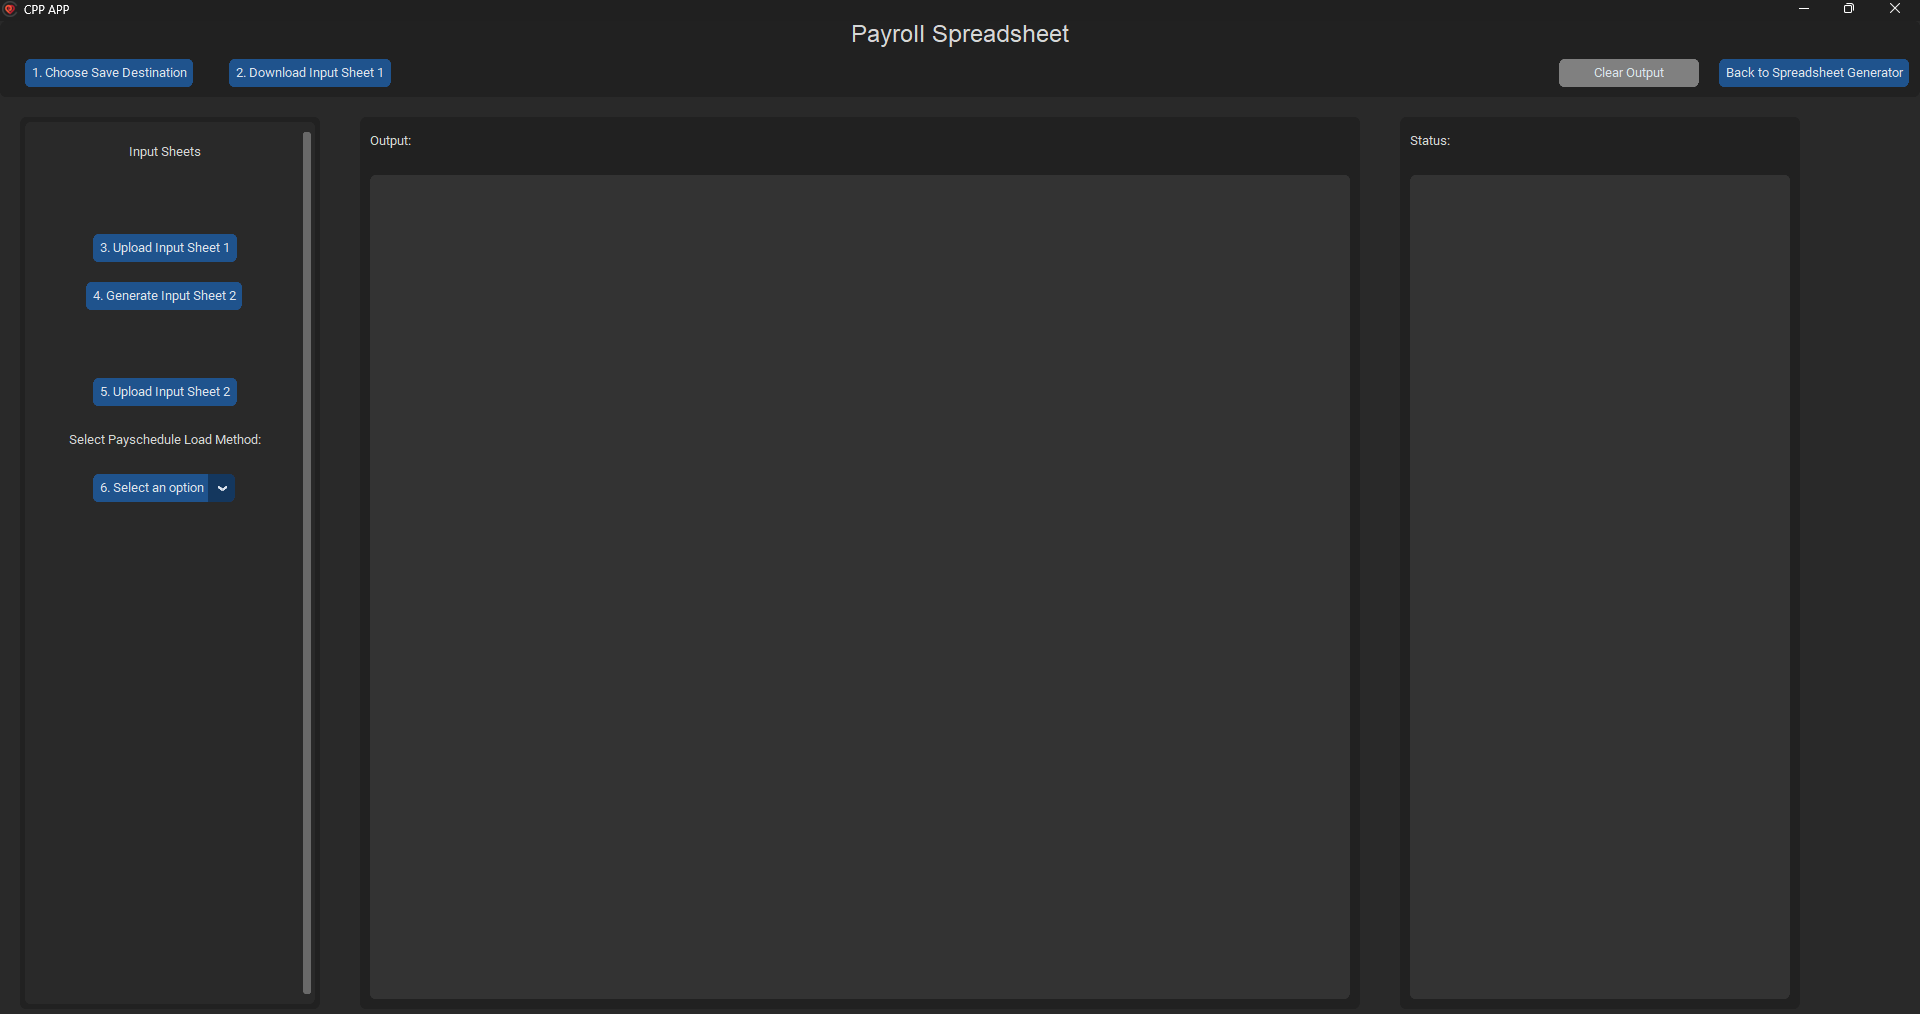 CPP APP
Payroll Spreadsheet
1. Choose Save Destination
2. Download Input Sheet 1
Clear Output
Back to Spreadsheet Generator
Input Sheets
3. Upload Input Sheet 1
4. Generate Input Sheet 2
5. Upload Input Sheet 2
Select Payschedule Load Method:
6. Select an option
Output:
Status: